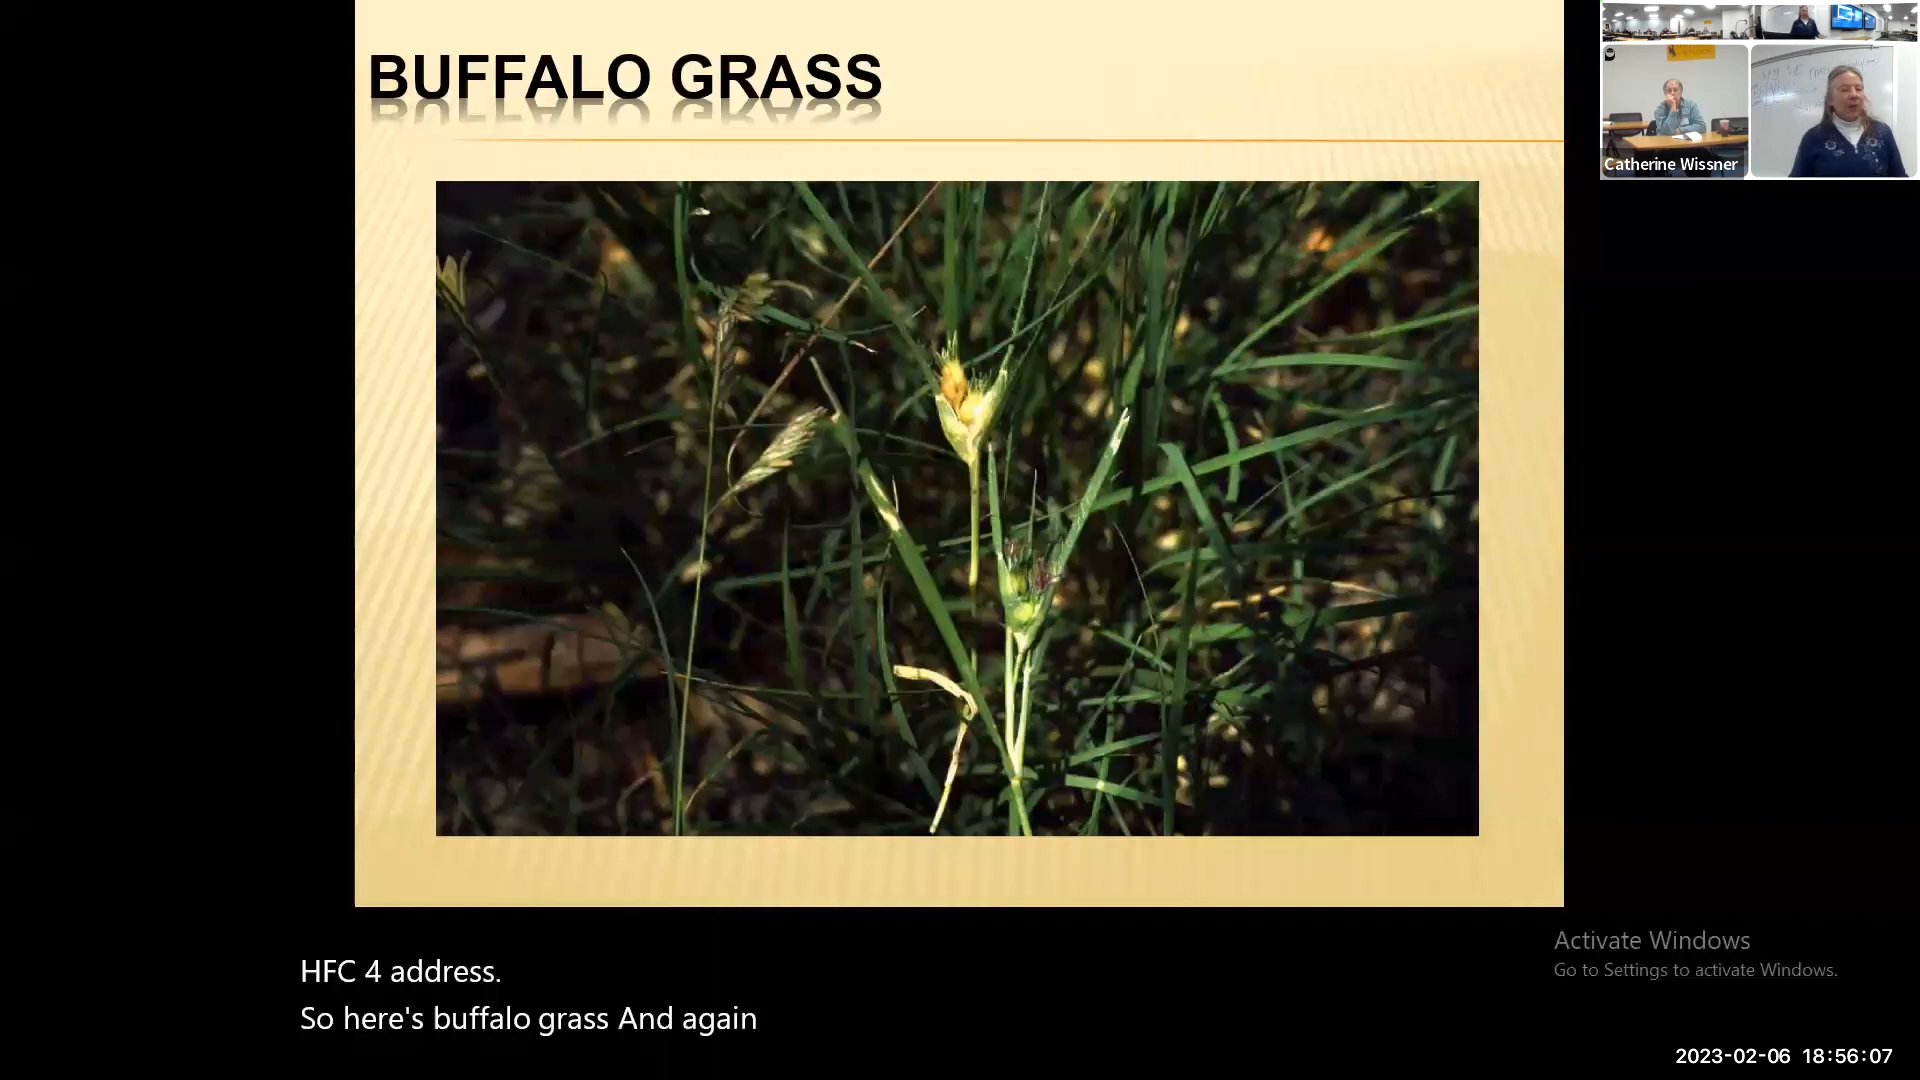 BUFFALO GRASS
Catherine Wissner
HFC 4 address.
So here's buffalo grass And again
Activate Windows
Go to Settings to activate Windows.
2023-02-06 18:56:07